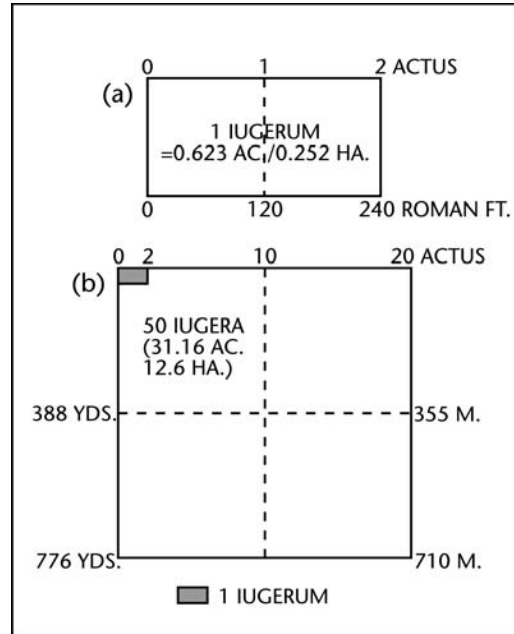 0 1 2 ACTUS
(a)
1 IUGERUM
=0.623 AC./0.252 HA.
0 120 240 ROMAN FT.
0 2 10 20 ACTUS
(b)
50 IUGERA
(31.16 AC.
12.6 HA.)
388 YDS. 355 M.
776 YDS. 710 M.
1 IUGERUM